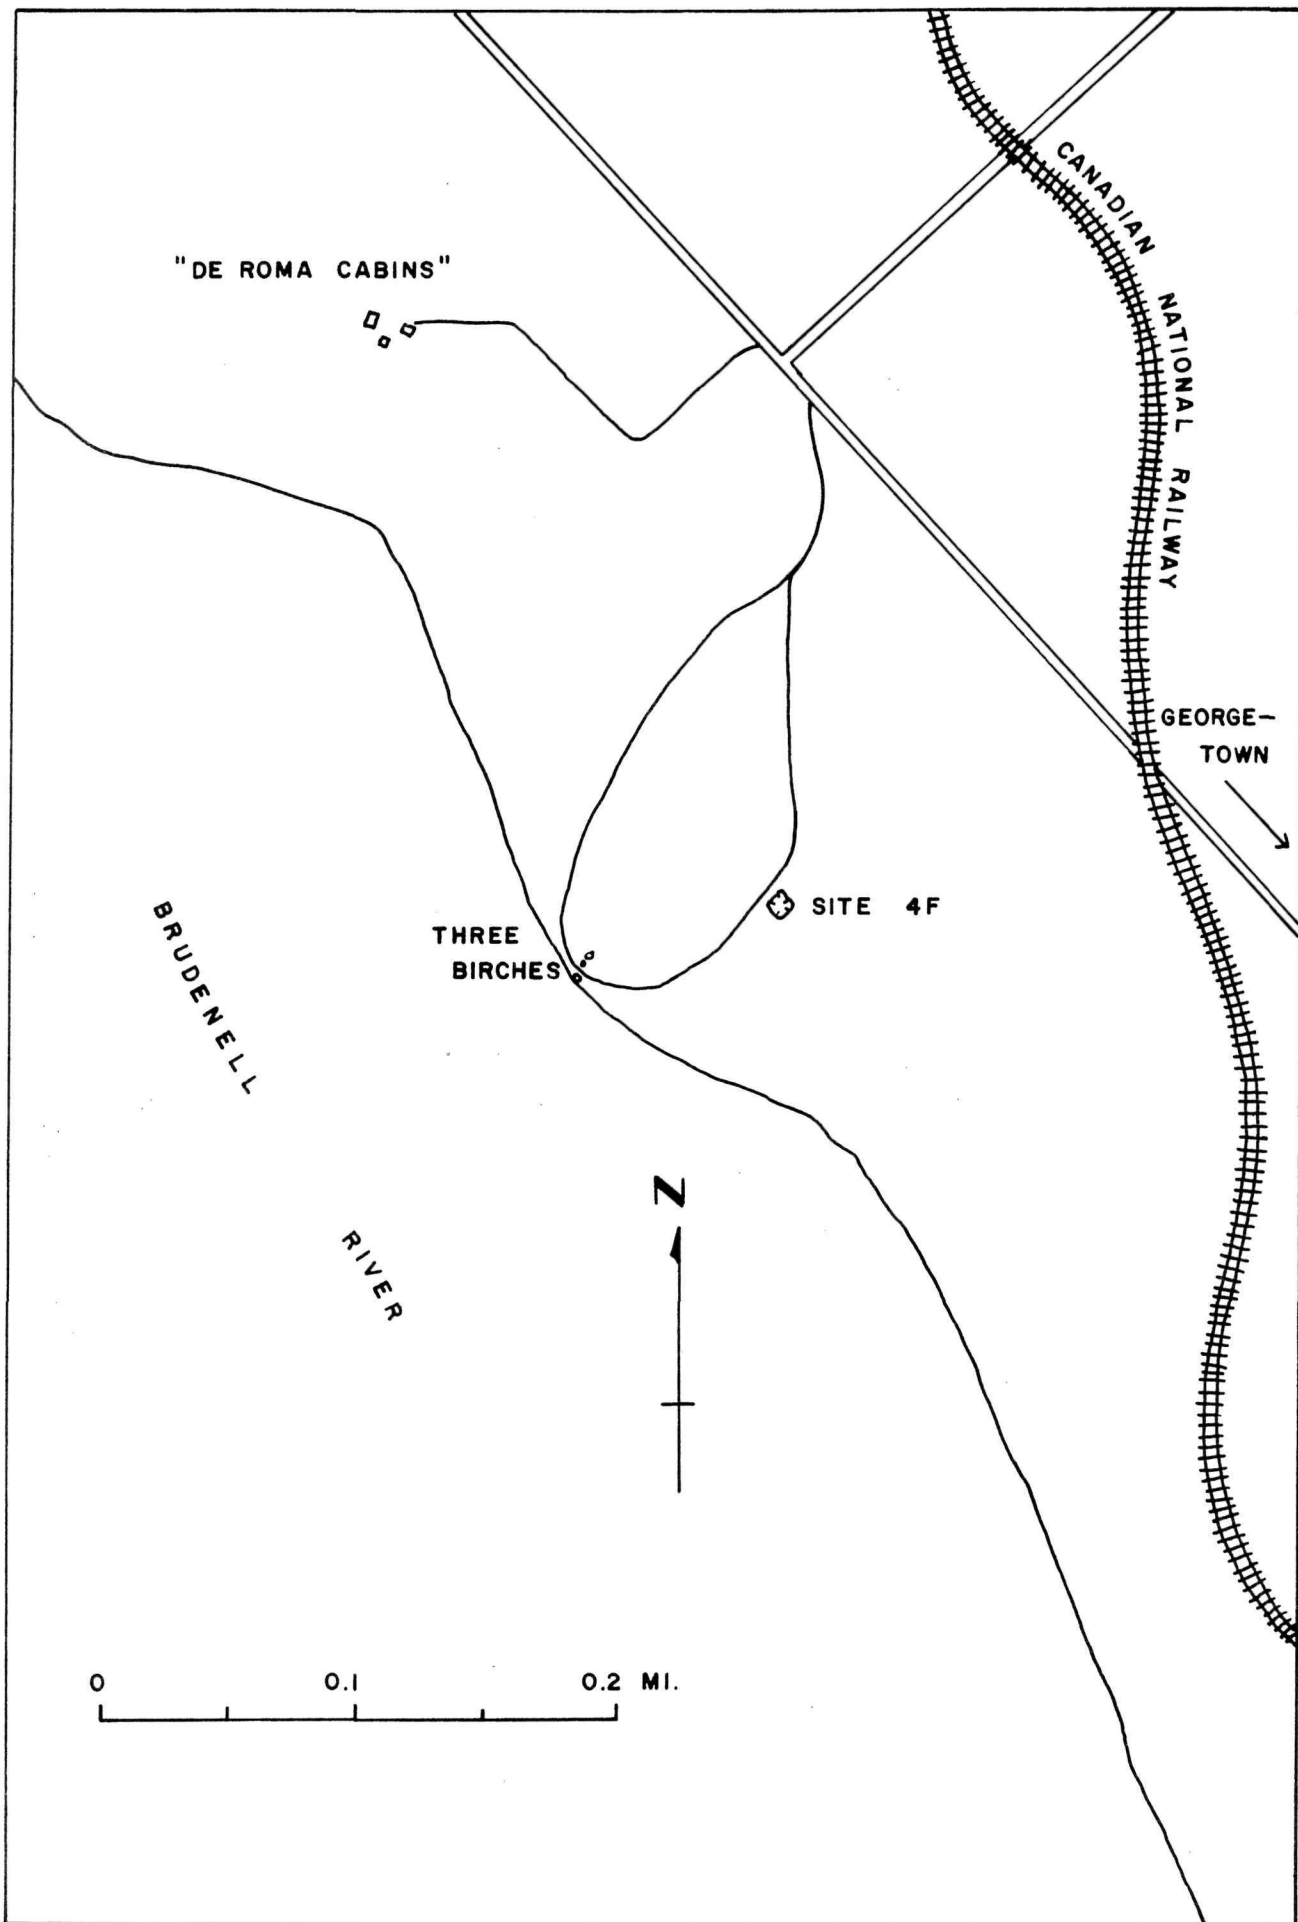 CANADIAN NATIONAL RAILWAY
"DE ROMA CABINS"
GEORGE-
TOWN
SITE 4F
THREE
BIRCHES
BRUDENELL
RIVER
N
0 0.1 0.2 MI.